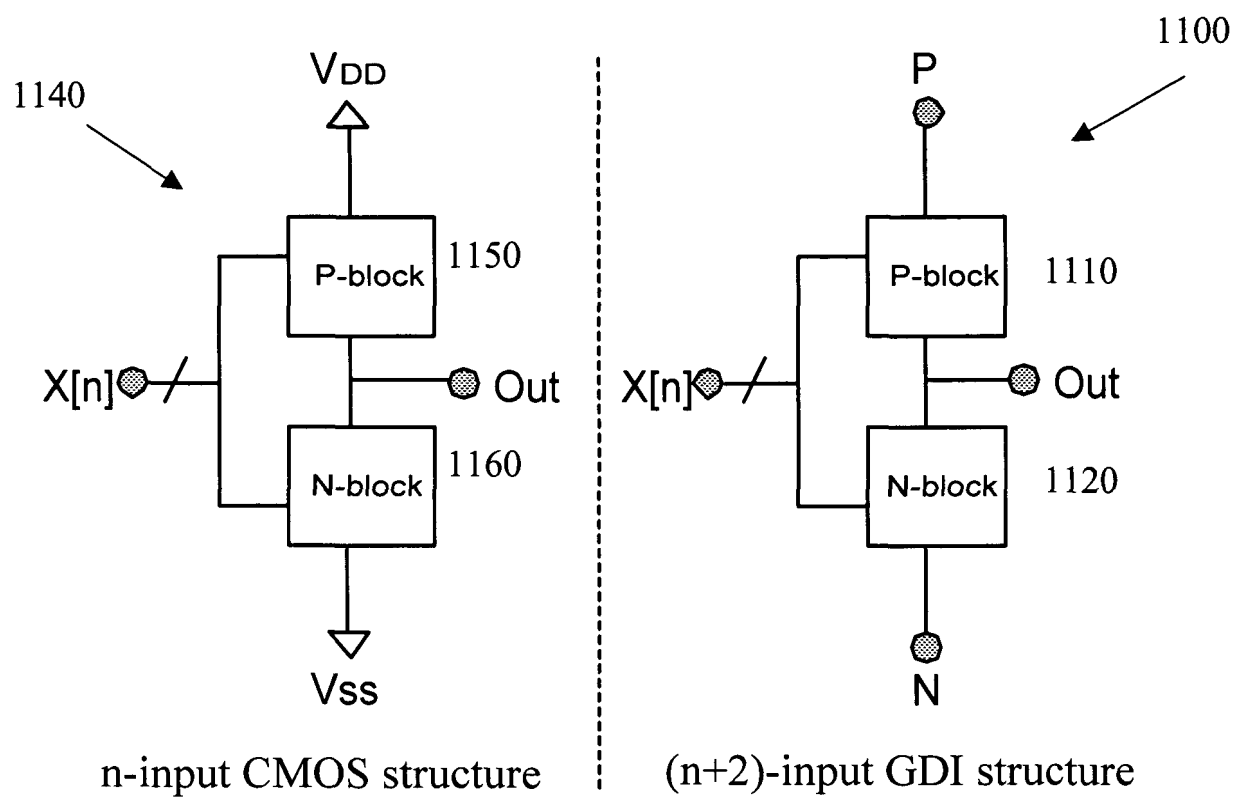 1140
VDD
P-block
1150
X[n]
Out
N-block
1160
Vss
n-input CMOS structure
1100
P
P-block
1110
X[n]
Out
N-block
1120
N
(n+2)-input GDI structure